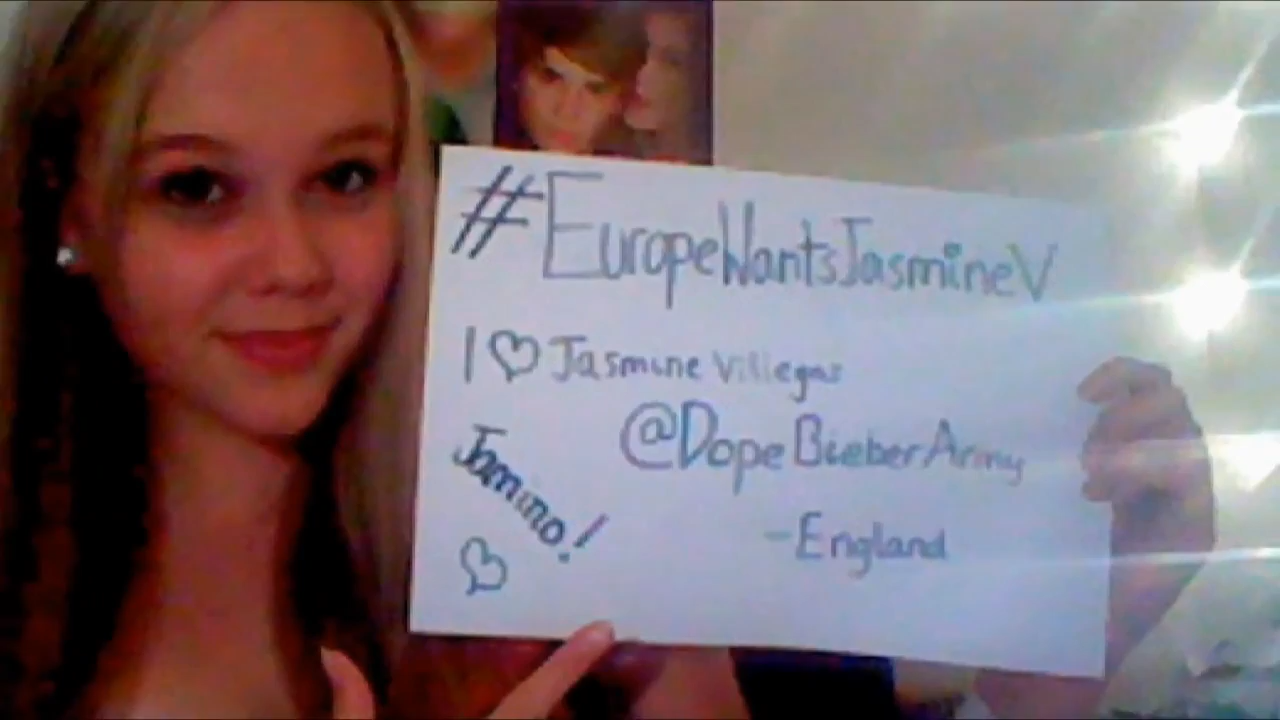 #EuropeWantsJasmineV
I ♡ Jasmine Villegas
@DopeBieberArmy
Jasmino!
♡
-England